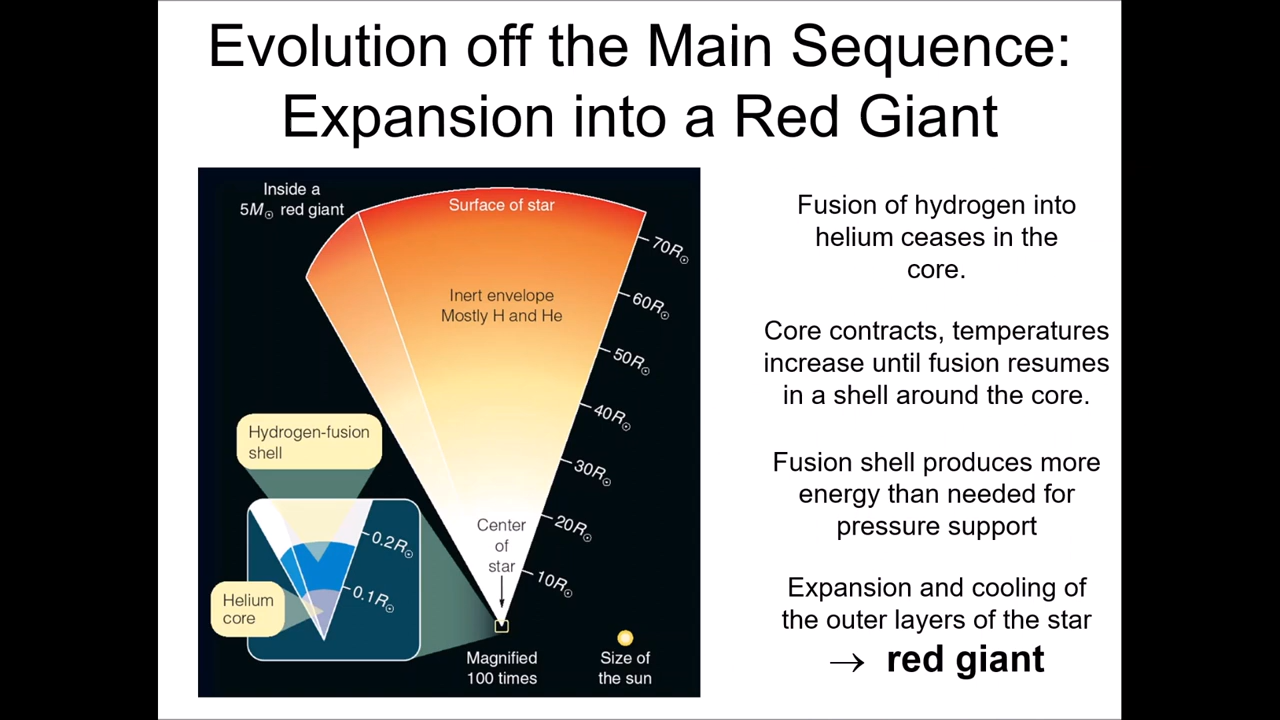 Evolution off the Main Sequence:
Expansion into a Red Giant
Inside a
5M☉ red giant
Surface of star
70R☉
Inert envelope
Mostly H and He
60R☉
50R☉
40R☉
30R☉
20R☉
10R☉
Hydrogen-fusion
shell
0.2R☉
0.1R☉
Helium
core
Center
of
star
Magnified
100 times
Size of
the sun
Fusion of hydrogen into
helium ceases in the
core.
Core contracts, temperatures
increase until fusion resumes
in a shell around the core.
Fusion shell produces more
energy than needed for
pressure support
Expansion and cooling of
the outer layers of the star
→ red giant